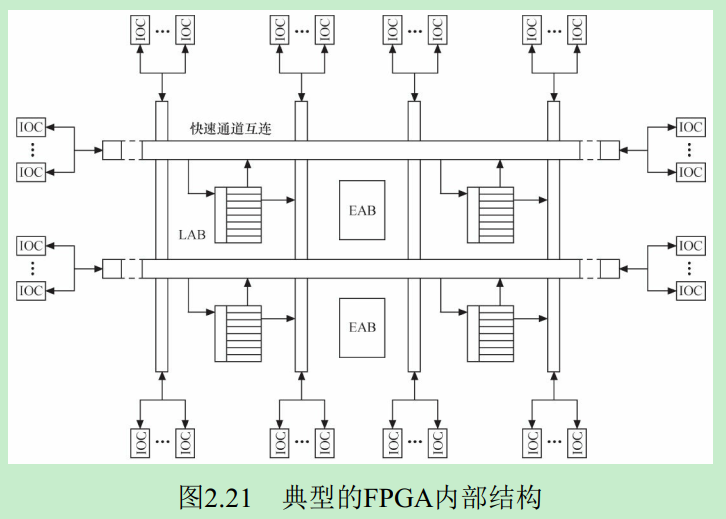 IOC ... IOC IOC ... IOC IOC ... IOC IOC ... IOC
快速通道互连
IOC IOC
⋮ ⋮
IOC IOC
EAB
LAB
IOC IOC
⋮ ⋮
IOC IOC
EAB
IOC ... IOC IOC ... IOC IOC ... IOC IOC ... IOC
图2.21 典型的FPGA内部结构